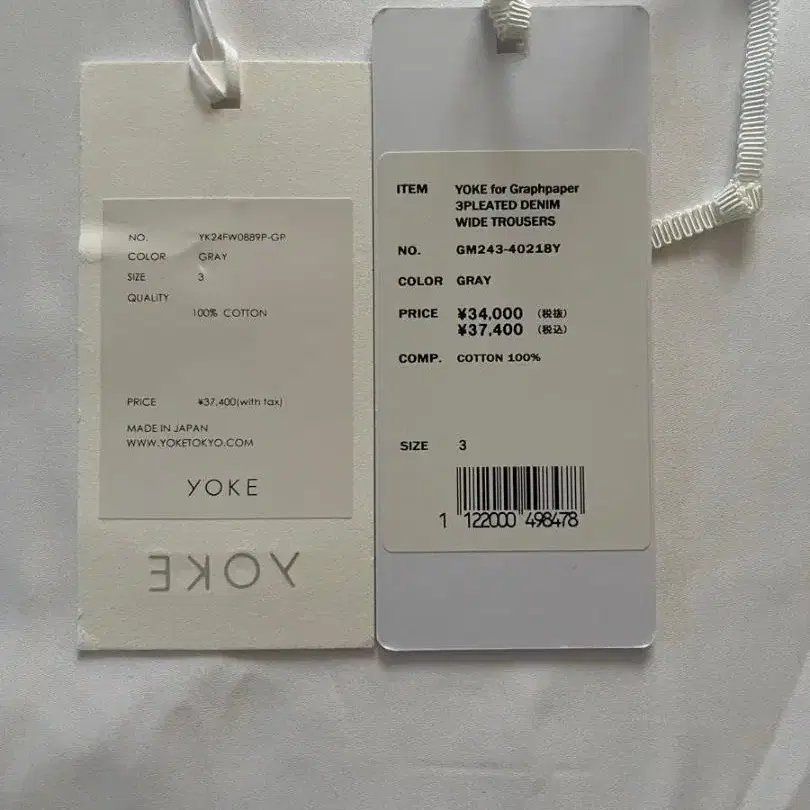 NO. YK24FW0889P-GP
COLOR GRAY
SIZE 3
QUALITY
100% COTTON
PRICE ¥37,400(with tax)
MADE IN JAPAN
WWW.YOKETOKYO.COM
YOKE
YOKE
ITEM YOKE for Graphpaper
3PLEATED DENIM
WIDE TROUSERS
NO. GM243-40218Y
COLOR GRAY
PRICE ¥34,000 (税抜)
¥37,400 (税込)
COMP. COTTON 100%
SIZE 3
1 122000 498478